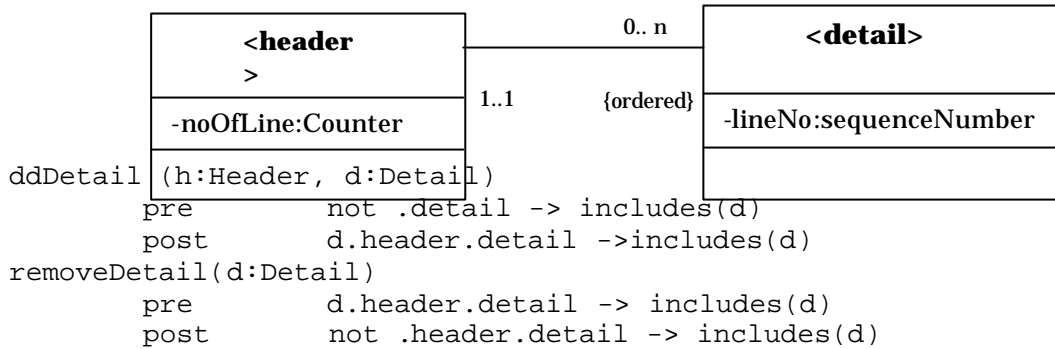 <header
>
0.. n
<detail>
1..1
{ordered}
-noOfLine:Counter
-lineNo:sequenceNumber
ddDetail (h:Header, d:Detail)
pre not .detail -> includes(d)
post d.header.detail ->includes(d)
removeDetail(d:Detail)
pre d.header.detail -> includes(d)
post not .header.detail -> includes(d)